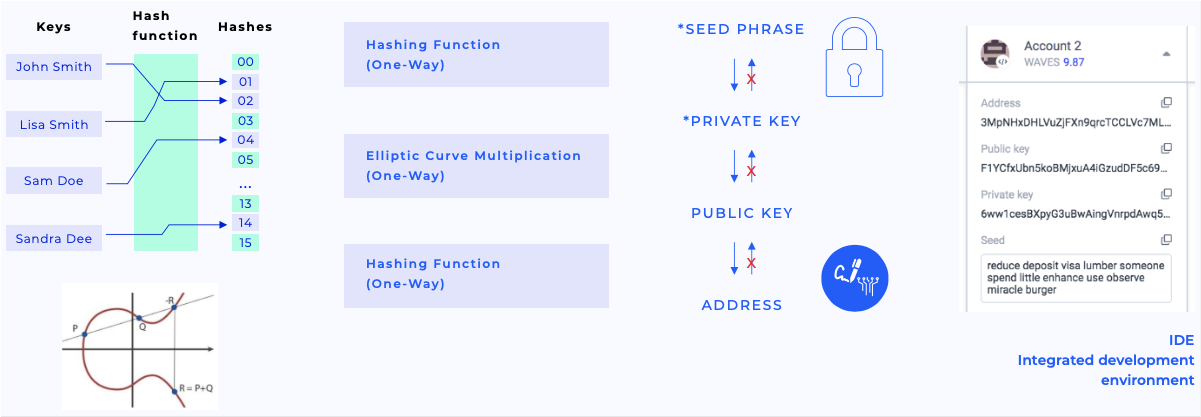 Keys
Hash
function
Hashes
John Smith
Lisa Smith
Sam Doe
Sandra Dee
00
01
02
03
04
05
...
13
14
15
P
Q
-R
R = P+Q
Hashing Function
(One-Way)
Elliptic Curve Multiplication
(One-Way)
Hashing Function
(One-Way)
*SEED PHRASE
X
*PRIVATE KEY
X
PUBLIC KEY
X
ADDRESS
Account 2
WAVES 9.87
Address
3MpNHxDHLVuZjFXn9qrcTCCLVc7ML...
Public key
F1YCfxUbn5koBMjxuA4iGzudDF5c69...
Private key
6ww1cesBXpyG3uBwAingVnrpdAwq5...
Seed
reduce deposit visa lumber someone
spend little enhance use observe
miracle burger
IDE
Integrated development
environment